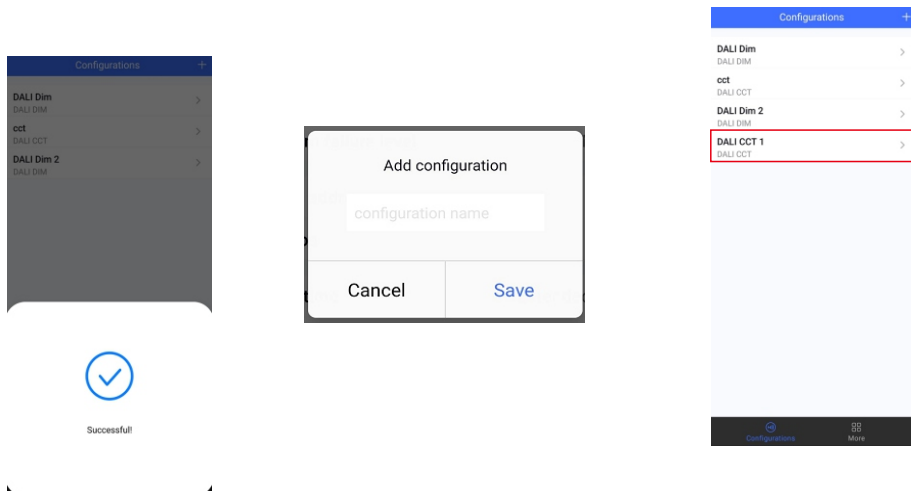 Configurations +
DALI Dim
DALI DIM
cct
DALI CCT
DALI Dim 2
DALI DIM
Successful!
Add configuration
configuration name
Cancel
Save
Configurations +
DALI Dim
DALI DIM
cct
DALI CCT
DALI Dim 2
DALI DIM
DALI CCT 1
DALI CCT
Configurations
More